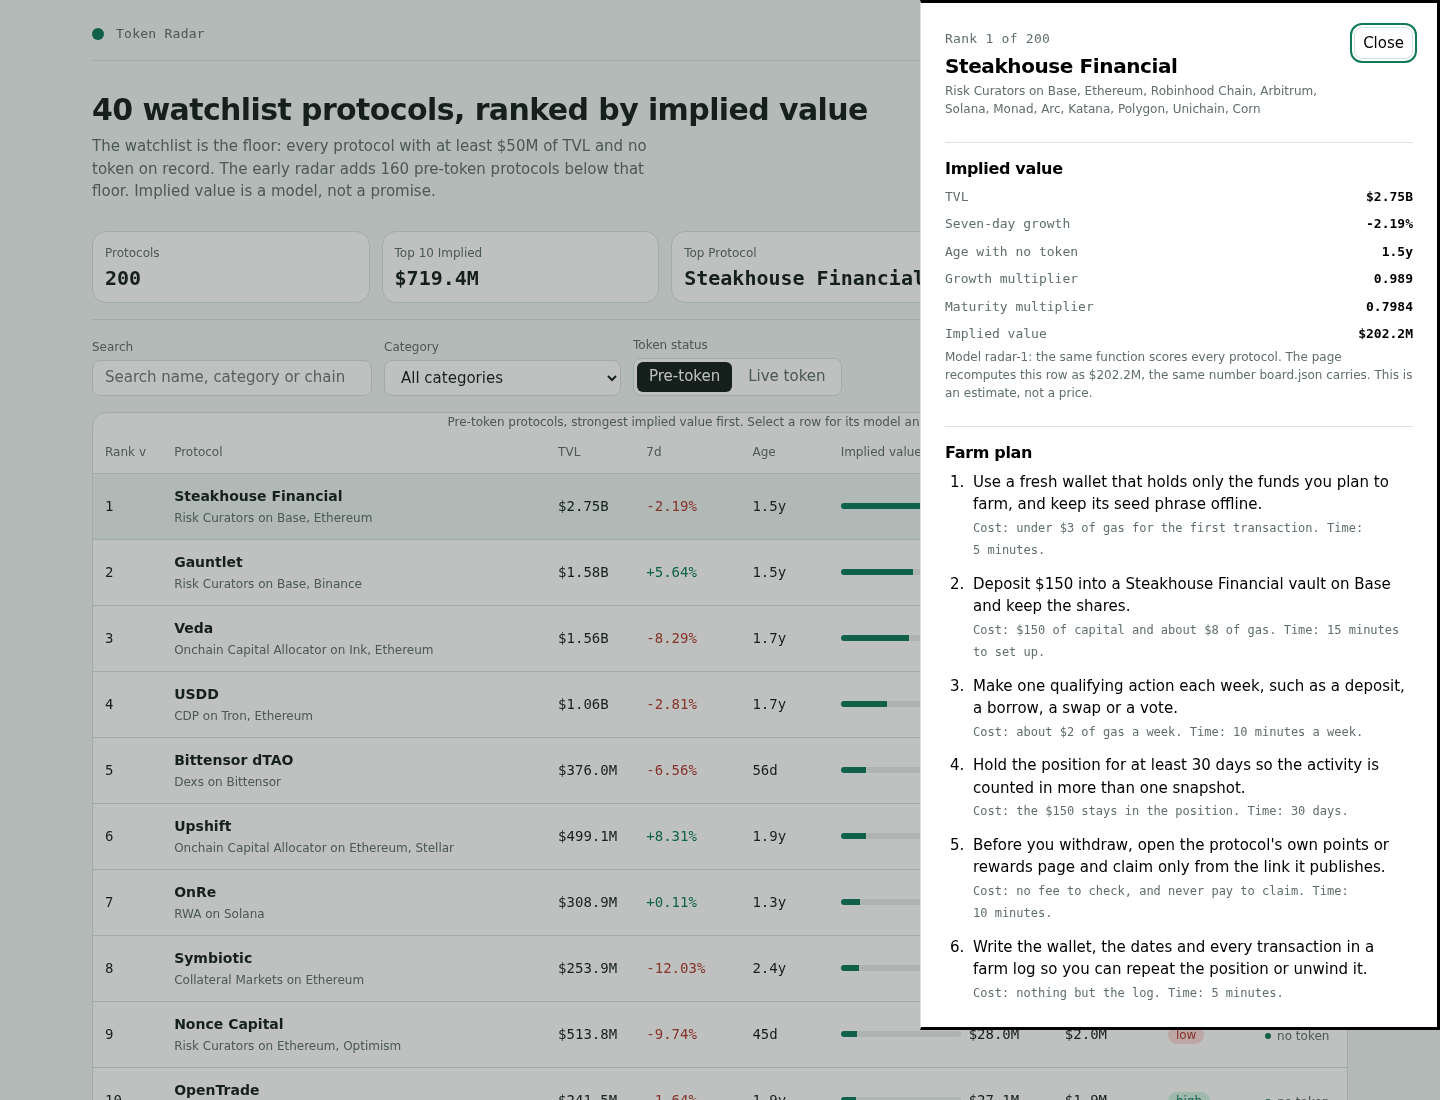 Token Radar
40 watchlist protocols, ranked by implied value
The watchlist is the floor: every protocol with at least $50M of TVL and no
token on record. The early radar adds 160 pre-token protocols below that
floor. Implied value is a model, not a promise.
Protocols
200
Top 10 Implied
$719.4M
Top Protocol
Steakhouse Financial
Search
Search name, category or chain
Category
All categories
Token status
Pre-token Live token
Pre-token protocols, strongest implied value first. Select a row for its model an
Rank v Protocol TVL 7d Age Implied value
1 Steakhouse Financial $2.75B -2.19% 1.5y
Risk Curators on Base, Ethereum
2 Gauntlet $1.58B +5.64% 1.5y
Risk Curators on Base, Binance
3 Veda $1.56B -8.29% 1.7y
Onchain Capital Allocator on Ink, Ethereum
4 USDD $1.06B -2.81% 1.7y
CDP on Tron, Ethereum
5 Bittensor dTAO $376.0M -6.56% 56d
Dexs on Bittensor
6 Upshift $499.1M +8.31% 1.9y
Onchain Capital Allocator on Ethereum, Stellar
7 OnRe $308.9M +0.11% 1.3y
RWA on Solana
8 Symbiotic $253.9M -12.03% 2.4y
Collateral Markets on Ethereum
9 Nonce Capital $513.8M -9.74% 45d $28.0M $2.0M low no token
Risk Curators on Ethereum, Optimism
OpenTrade
Rank 1 of 200
Close
Steakhouse Financial
Risk Curators on Base, Ethereum, Robinhood Chain, Arbitrum,
Solana, Monad, Arc, Katana, Polygon, Unichain, Corn
Implied value
TVL $2.75B
Seven-day growth -2.19%
Age with no token 1.5y
Growth multiplier 0.989
Maturity multiplier 0.7984
Implied value $202.2M
Model radar-1: the same function scores every protocol. The page
recomputes this row as $202.2M, the same number board.json carries. This is
an estimate, not a price.
Farm plan
1. Use a fresh wallet that holds only the funds you plan to
farm, and keep its seed phrase offline.
Cost: under $3 of gas for the first transaction. Time:
5 minutes.
2. Deposit $150 into a Steakhouse Financial vault on Base
and keep the shares.
Cost: $150 of capital and about $8 of gas. Time: 15 minutes
to set up.
3. Make one qualifying action each week, such as a deposit,
a borrow, a swap or a vote.
Cost: about $2 of gas a week. Time: 10 minutes a week.
4. Hold the position for at least 30 days so the activity is
counted in more than one snapshot.
Cost: the $150 stays in the position. Time: 30 days.
5. Before you withdraw, open the protocol's own points or
rewards page and claim only from the link it publishes.
Cost: no fee to check, and never pay to claim. Time:
10 minutes.
6. Write the wallet, the dates and every transaction in a
farm log so you can repeat the position or unwind it.
Cost: nothing but the log. Time: 5 minutes.